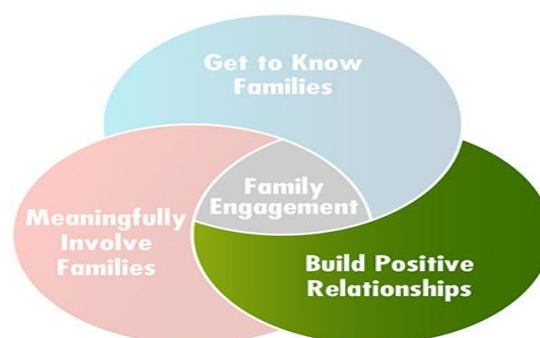 Get to Know
Families
Family
Engagement
Meaningfully
Involve
Families
Build Positive
Relationships